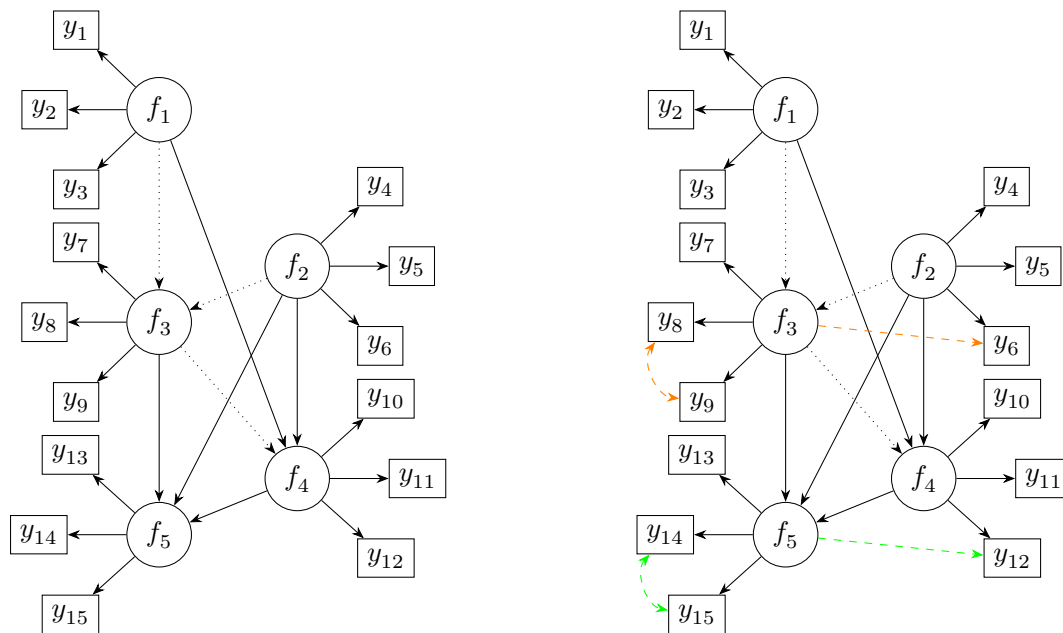 y₁
f₁
y₂
y₃
y₄
y₇
f₂
y₅
y₈
f₃
y₆
y₉
y₁₀
y₁₃
f₄
y₁₁
y₁₄
f₅
y₁₂
y₁₅
y₁
f₁
y₂
y₃
y₄
y₇
f₂
y₅
y₈
f₃
y₆
y₉
y₁₀
y₁₃
f₄
y₁₁
y₁₄
f₅
y₁₂
y₁₅